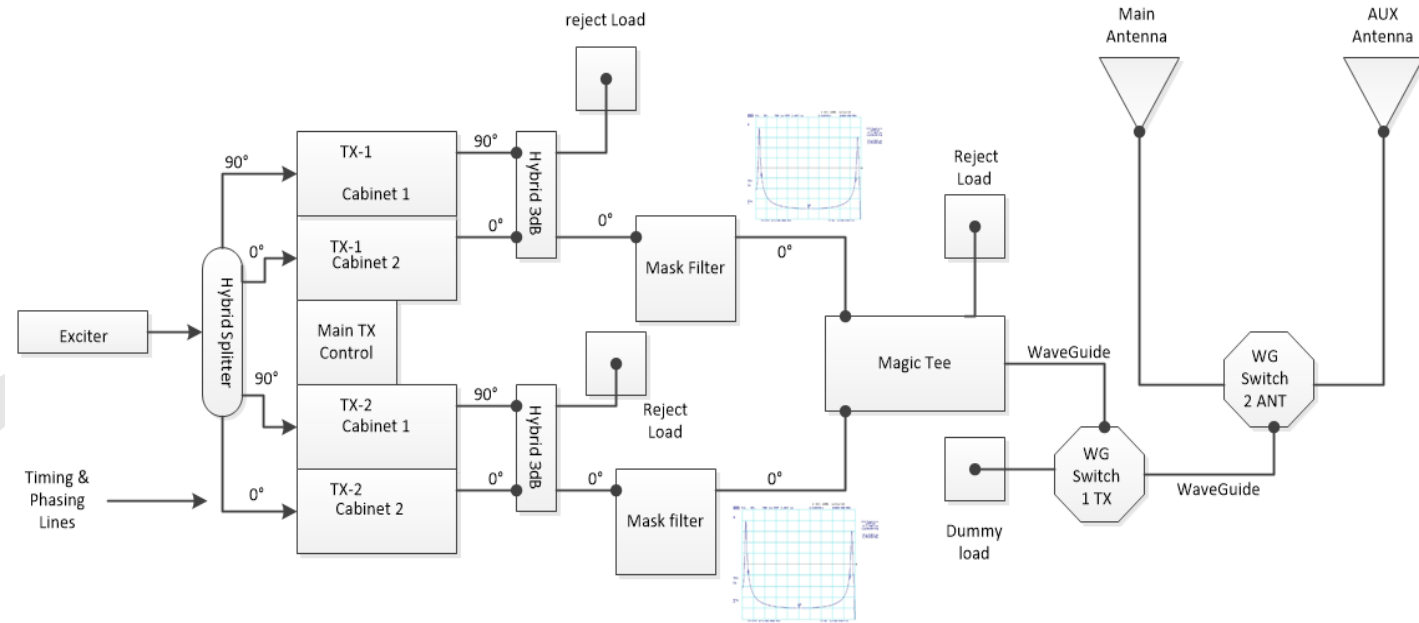 reject Load
Main
Antenna
AUX
Antenna
90°
TX-1
Cabinet 1
90°
Hybrid 3dB
Reject
Load
0°
TX-1
Cabinet 2
0°
0°
Mask Filter
0°
Hybrid Splitter
Exciter
Main TX
Control
Magic Tee
WaveGuide
WG
Switch
2 ANT
90°
TX-2
Cabinet 1
90°
Hybrid 3dB
Reject
Load
WG
Switch
1 TX
WaveGuide
Timing &
Phasing
Lines
0°
TX-2
Cabinet 2
0°
0°
Mask filter
0°
Dummy
load